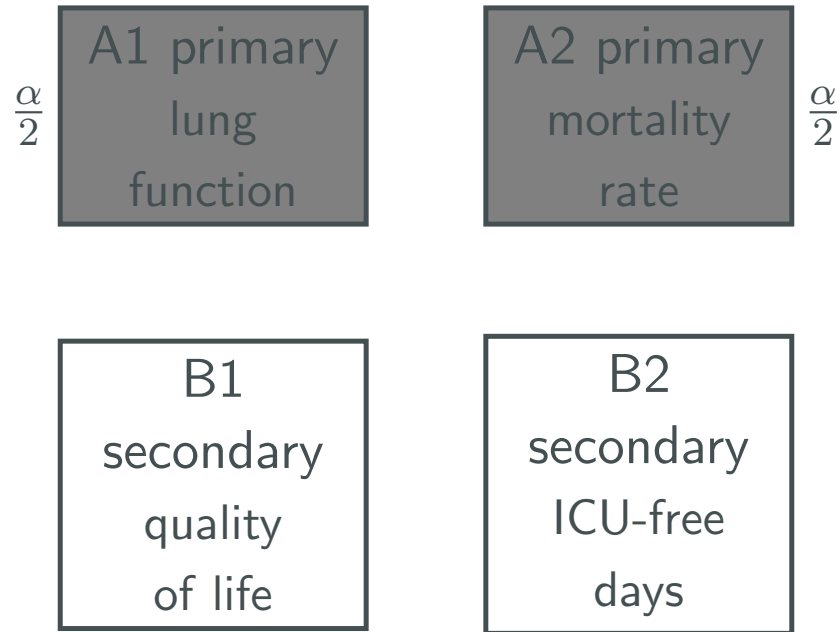 A1 primary
lung
function
α/2
A2 primary
mortality
rate
α/2
B1
secondary
quality
of life
B2
secondary
ICU-free
days